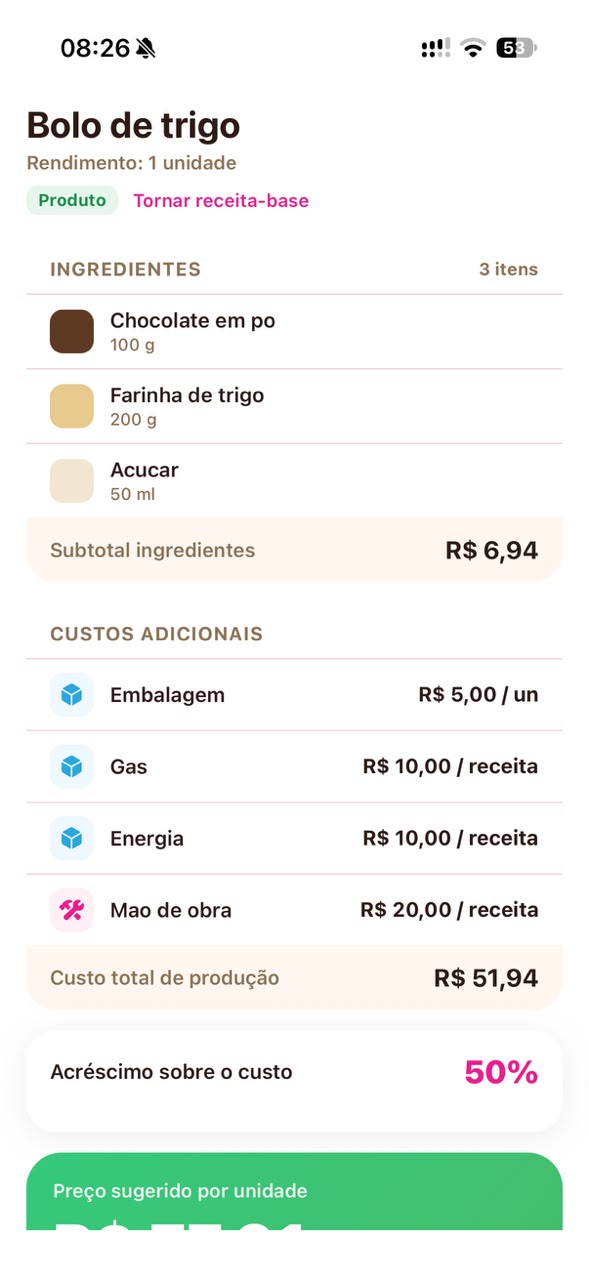 08:26
53
Bolo de trigo
Rendimento: 1 unidade
Produto Tornar receita-base
INGREDIENTES 3 itens
Chocolate em po
100 g
Farinha de trigo
200 g
Acucar
50 ml
Subtotal ingredientes R$ 6,94
CUSTOS ADICIONAIS
Embalagem R$ 5,00 / un
Gas R$ 10,00 / receita
Energia R$ 10,00 / receita
Mao de obra R$ 20,00 / receita
Custo total de produção R$ 51,94
Acréscimo sobre o custo 50%
Preço sugerido por unidade